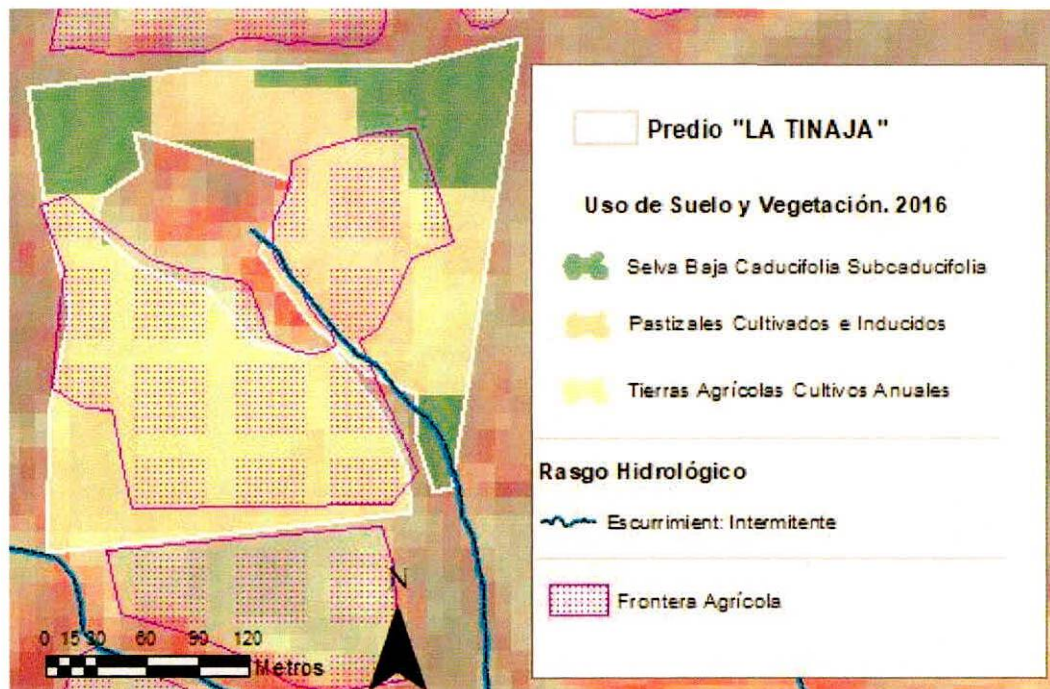 Predio "LA TINAJA"
Uso de Suelo y Vegetación. 2016
Selva Baja Caducifolia Subcaducifolia
Pastizales Cultivados e Inducidos
Tierras Agrícolas Cultivos Anuales
Rasgo Hidrológico
Escurrimient: Intermitente
Frontera Agrícola
N
0 15 30 60 90 120
Metros